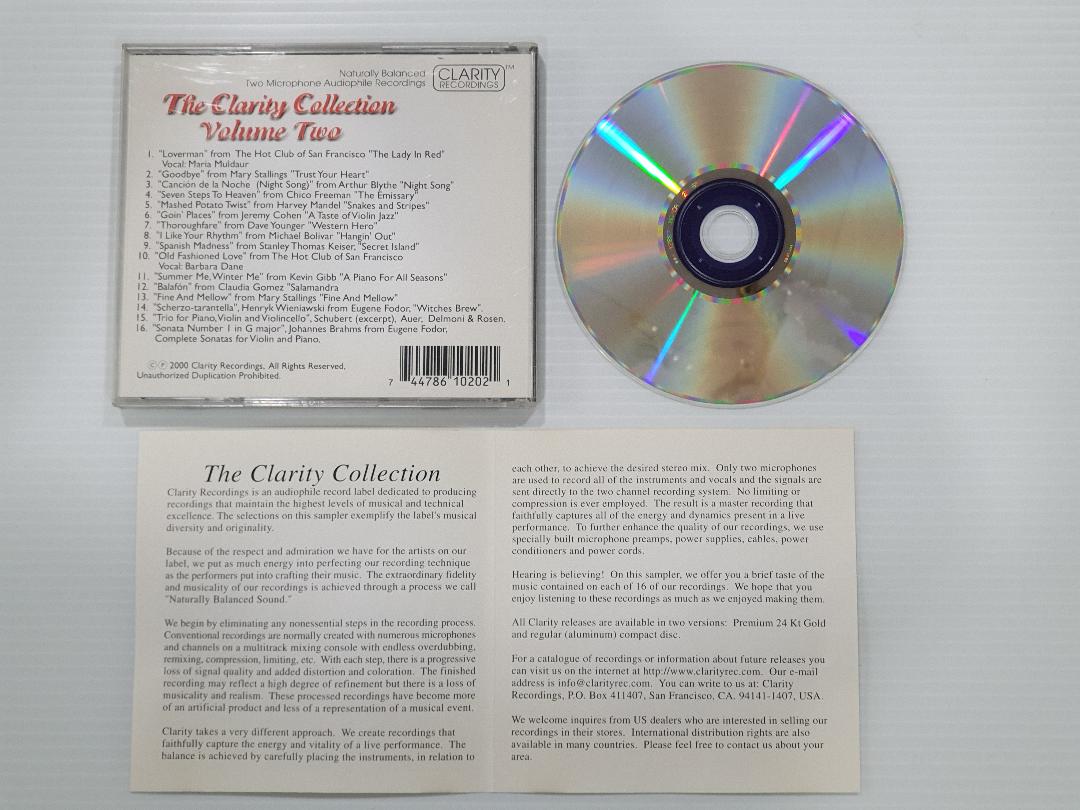 Naturally Balanced
Two Microphone Audiophile Recordings
CLARITY
RECORDINGS
TM
The Clarity Collection
Volume Two
1. "Loverman" from The Hot Club of San Francisco "The Lady In Red"
Vocal: Maria Muldaur
2. "Goodbye" from Mary Stallings "Trust Your Heart"
3. "Canción de la Noche (Night Song)" from Arthur Blythe "Night Song"
4. "Seven Steps To Heaven" from Chico Freeman "The Emissary"
5. "Mashed Potato Twist" from Harvey Mandel "Snakes and Stripes"
6. "Goin' Places" from Jeremy Cohen "A Taste of Violin Jazz"
7. "Thoroughfare" from Dave Younger "Western Hero"
8. "I Like Your Rhythm" from Michael Bolivar "Hangin' Out"
9. "Spanish Madness" from Stanley Thomas Keiser, "Secret Island"
10. "Old Fashioned Love" from The Hot Club of San Francisco
Vocal: Barbara Dane
11. "Summer Me, Winter Me" from Kevin Gibb "A Piano For All Seasons"
12. "Balafón" from Claudia Gomez "Salamandra
13. "Fine And Mellow" from Mary Stallings "Fine And Mellow"
14. "Scherzo-tarantella", Henryk Wieniawski from Eugene Fodor, "Witches Brew".
15. "Trio for Piano, Violin and Violincello", Schubert (excerpt), Auer, Delmoni & Rosen.
16. "Sonata Number 1 in G major", Johannes Brahms from Eugene Fodor,
Complete Sonatas for Violin and Piano.
© ℗ 2000 Clarity Recordings, All Rights Reserved,
Unauthorized Duplication Prohibited.
7 44786 10202 1
The Clarity Collection
Clarity Recordings is an audiophile record label dedicated to producing
recordings that maintain the highest levels of musical and technical
excellence. The selections on this sampler exemplify the label's musical
diversity and originality.
Because of the respect and admiration we have for the artists on our
label, we put as much energy into perfecting our recording technique
as the performers put into crafting their music. The extraordinary fidelity
and musicality of our recordings is achieved through a process we call
"Naturally Balanced Sound."
We begin by eliminating any nonessential steps in the recording process.
Conventional recordings are normally created with numerous microphones
and channels on a multitrack mixing console with endless overdubbing,
remixing, compression, limiting, etc. With each step, there is a progressive
loss of signal quality and added distortion and coloration. The finished
recording may reflect a high degree of refinement but there is a loss of
musicality and realism. These processed recordings have become more
of an artificial product and less of a representation of a musical event.
Clarity takes a very different approach. We create recordings that
faithfully capture the energy and vitality of a live performance. The
balance is achieved by carefully placing the instruments, in relation to
each other, to achieve the desired stereo mix. Only two microphones
are used to record all of the instruments and vocals and the signals are
sent directly to the two channel recording system. No limiting or
compression is ever employed. The result is a master recording that
faithfully captures all of the energy and dynamics present in a live
performance. To further enhance the quality of our recordings, we use
specially built microphone preamps, power supplies, cables, power
conditioners and power cords.
Hearing is believing! On this sampler, we offer you a brief taste of the
music contained on each of 16 of our recordings. We hope that you
enjoy listening to these recordings as much as we enjoyed making them.
All Clarity releases are available in two versions: Premium 24 Kt Gold
and regular (aluminum) compact disc.
For a catalogue of recordings or information about future releases you
can visit us on the internet at http://www.clarityrec.com. Our e-mail
address is info@clarityrec.com. You can write to us at: Clarity
Recordings, P.O. Box 411407, San Francisco, CA. 94141-1407, USA.
We welcome inquires from US dealers who are interested in selling our
recordings in their stores. International distribution rights are also
available in many countries. Please feel free to contact us about your
area.